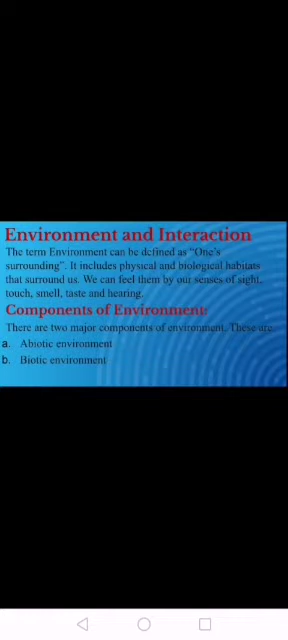 Environment and Interaction
The term Environment can be defined as “One's
surrounding”. It includes physical and biological habitats
that surround us. We can feel them by our senses of sight,
touch, smell, taste and hearing.
Components of Environment:
There are two major components of environment. These are
a. Abiotic environment
b. Biotic environment